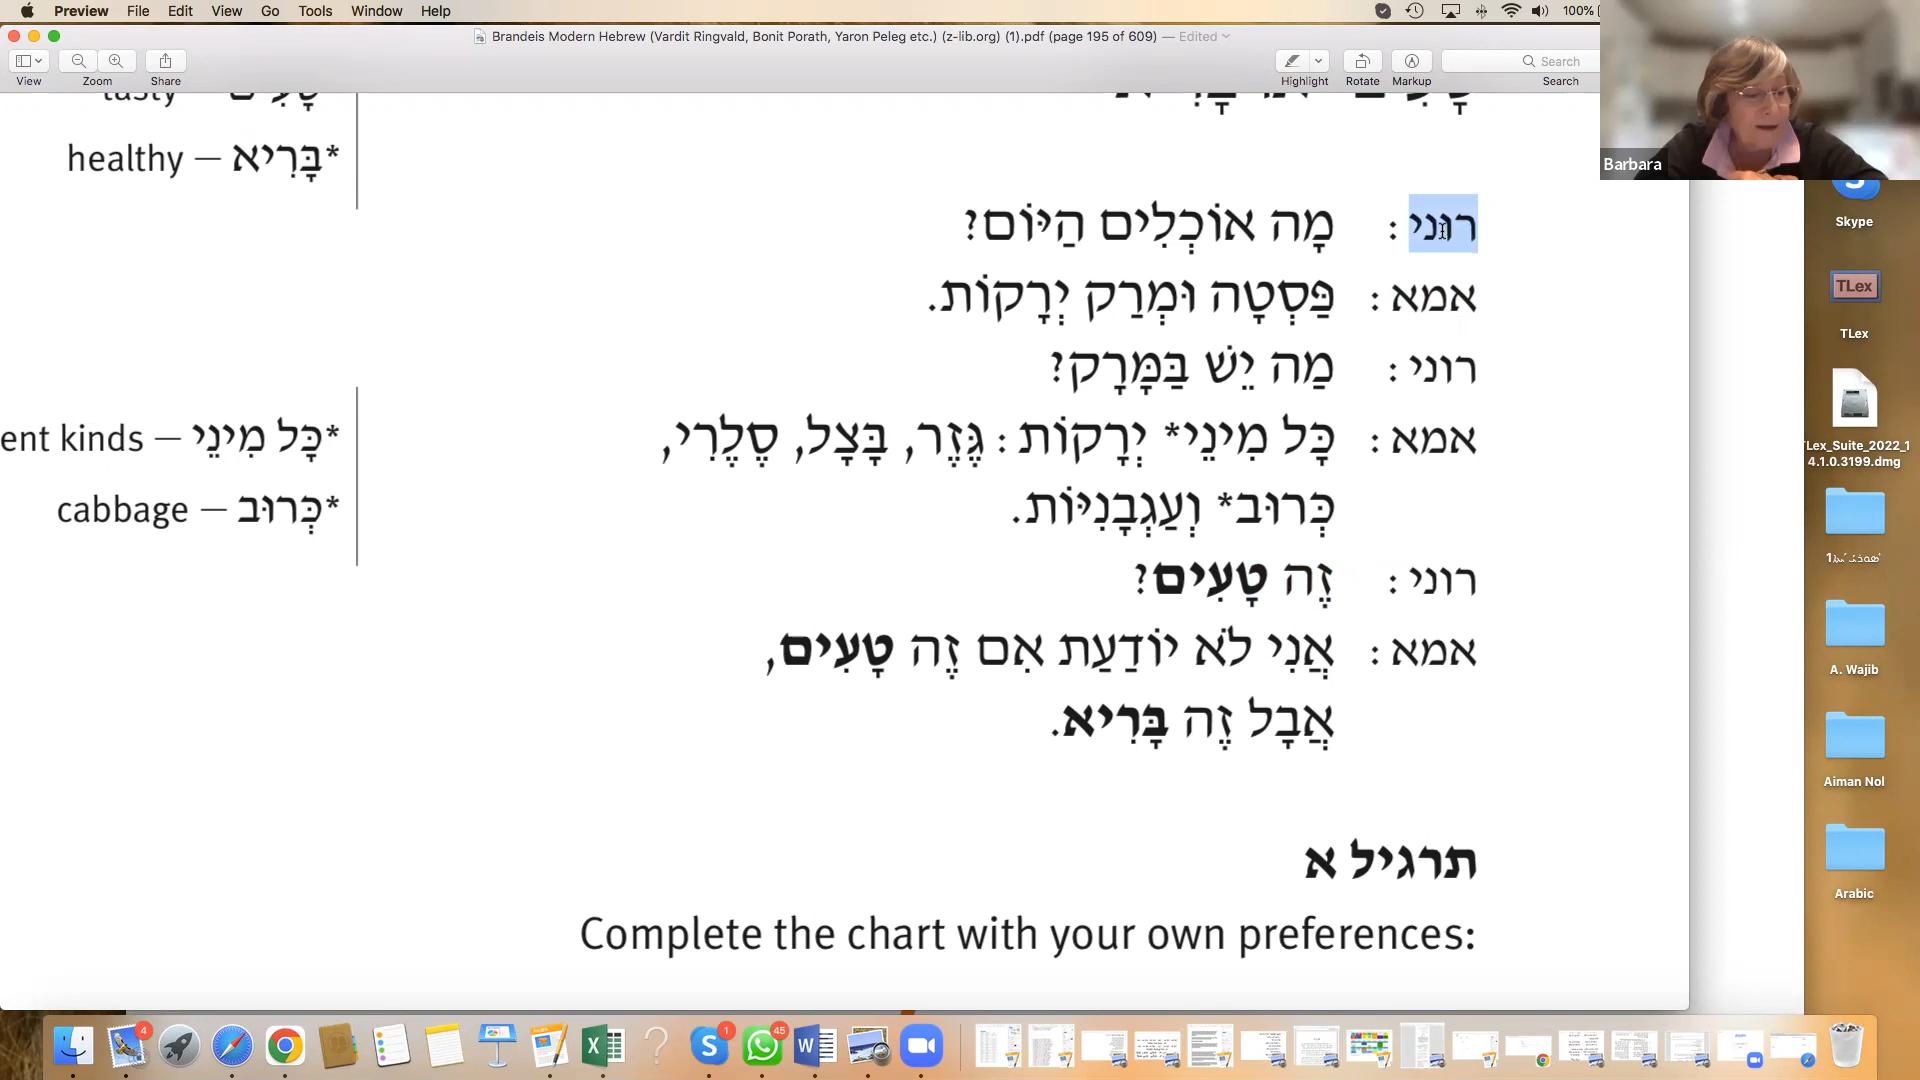 Preview File Edit View Go Tools Window Help
100%
Brandeis Modern Hebrew (Vardit Ringvald, Bonit Porath, Yaron Peleg etc.) (z-lib.org) (1).pdf (page 195 of 609) — Edited
View Zoom Share Highlight Rotate Markup Search Search
Barbara
*בָּרִיא – healthy
רוני : מָה אוֹכְלִים הַיּוֹם?
אמא : פַּסְטָה וּמְרַק יְרָקוֹת.
רוני : מַה יֵּשׁ בַּמָּרָק?
אמא : כָּל מִינֵי* יְרָקוֹת : גֶּזֶר, בָּצָל, סֶלֶרִי,
כְּרוּב* וְעַגְבָנִיּוֹת.
*כָּל מִינֵי – ent kinds
*כְּרוּב – cabbage
רוני : זֶה טָעִים?
אמא : אֲנִי לֹא יוֹדַעַת אִם זֶה טָעִים,
אֲבָל זֶה בָּרִיא.
תרגיל א
Complete the chart with your own preferences:
Skype
TLex
TLex
TLex_Suite_2022_1
4.1.0.3199.dmg
A. Wajib
Aiman Nol
Arabic
4
1
45